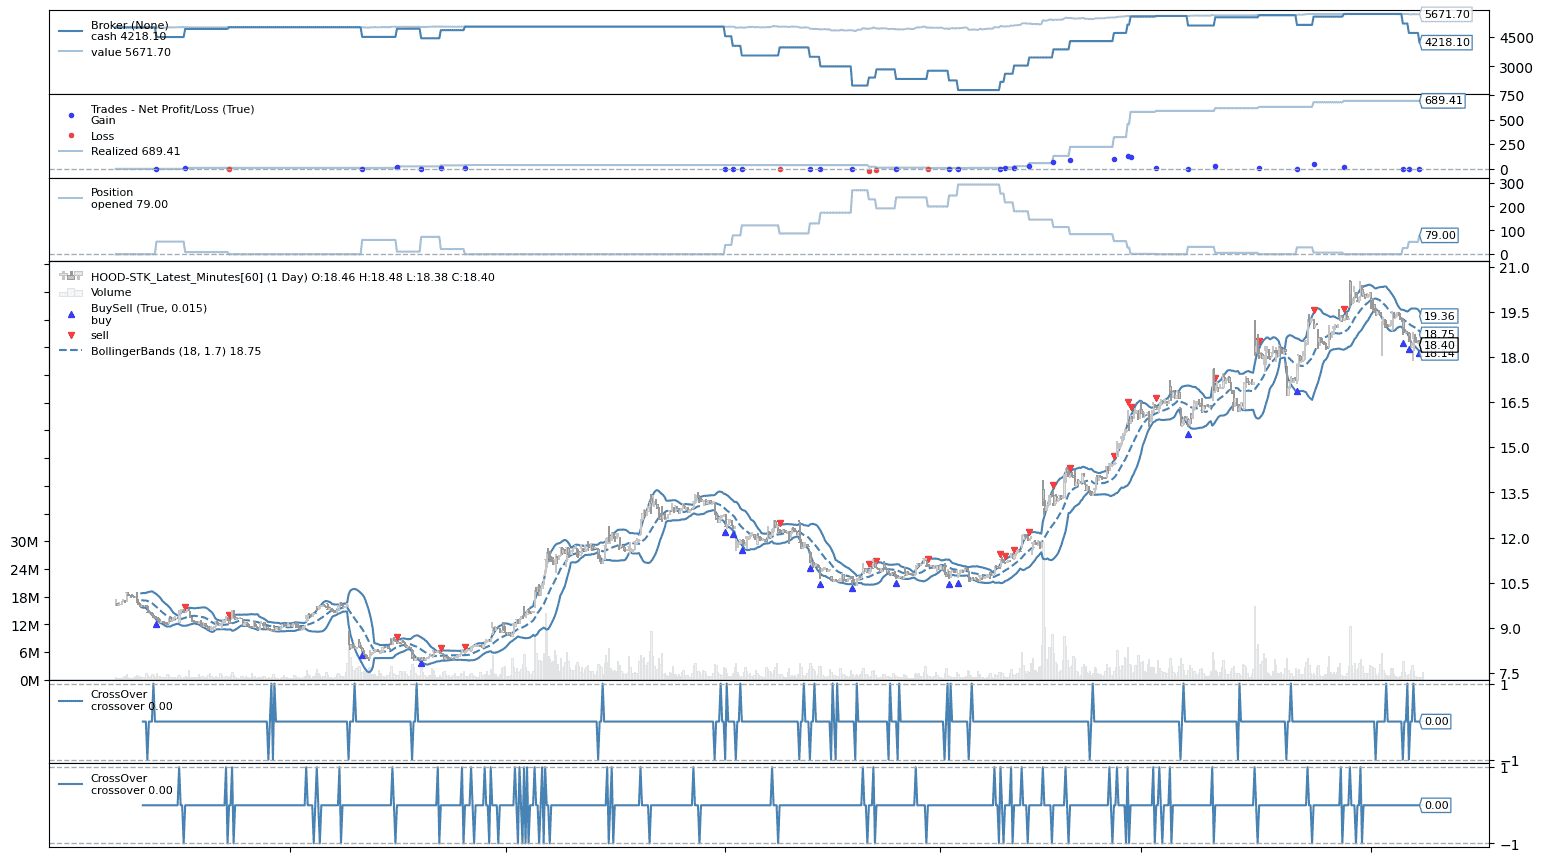 Broker (None)
cash 4218.10
value 5671.70
5671.70
4218.10
4500
3000
Trades - Net Profit/Loss (True)
Gain
Loss
Realized 689.41
689.41
750
500
250
0
Position
opened 79.00
79.00
300
200
100
0
HOOD-STK_Latest_Minutes[60] (1 Day) O:18.46 H:18.48 L:18.38 C:18.40
Volume
BuySell (True, 0.015)
buy
sell
BollingerBands (18, 1.7) 18.75
21.0
19.5
18.0
16.5
15.0
13.5
12.0
10.5
9.0
7.5
19.36
18.75
18.40
18.14
30M
24M
18M
12M
6M
0M
CrossOver
crossover 0.00
0.00
1
−1
CrossOver
crossover 0.00
0.00
1
−1